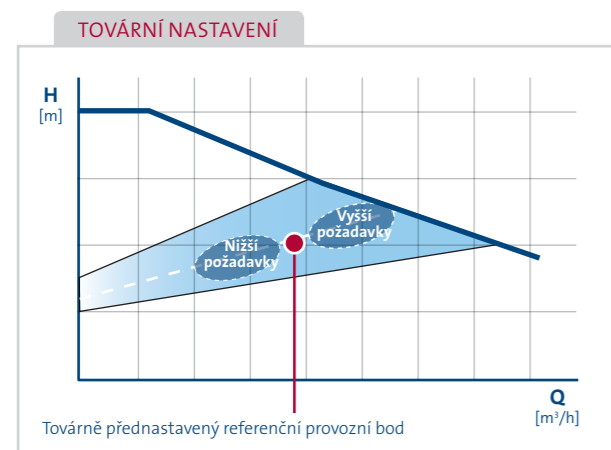 TOVÁRNÍ NASTAVENÍ
H
[m]
Vyšší
požadavky
Nižší
požadavky
Q
[m³/h]
Továrně přednastavený referenční provozní bod